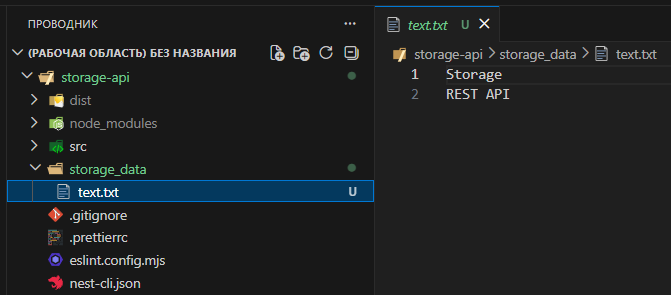 ПРОВОДНИК
(РАБОЧАЯ ОБЛАСТЬ) БЕЗ НАЗВАНИЯ
storage-api
dist
node_modules
src
storage_data
text.txt U
.gitignore
.prettierrc
eslint.config.mjs
nest-cli.json
text.txt U
storage-api > storage_data > text.txt
1 Storage
2 REST API